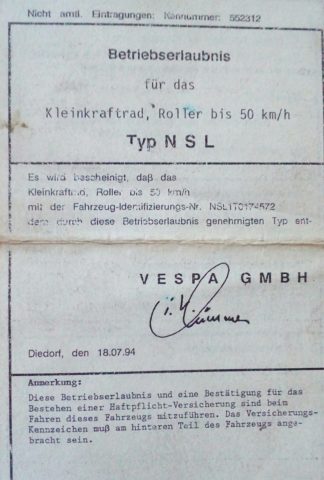 Nicht amtl. Eintragungen: Kennummer: 552312
Betriebserlaubnis
für das
Kleinkraftrad, Roller bis 50 km/h
Typ N S L
Es wird bescheinigt, daß das
Kleinkraftrad, Roller bis 50 km/h
mit der Fahrzeug-Identifizierungs-Nr. NSL1T0174572
dem durch diese Betriebserlaubnis genehmigten Typ ent-
VESPA GMBH
Diedorf, den 18.07.94
Anmerkung:
Diese Betriebserlaubnis und eine Bestätigung für das
Bestehen einer Haftpflicht-Versicherung sind beim
Fahren dieses Fahrzeugs mitzuführen. Das Versicherungs-
Kennzeichen muß am hinteren Teil des Fahrzeugs ange-
bracht sein.